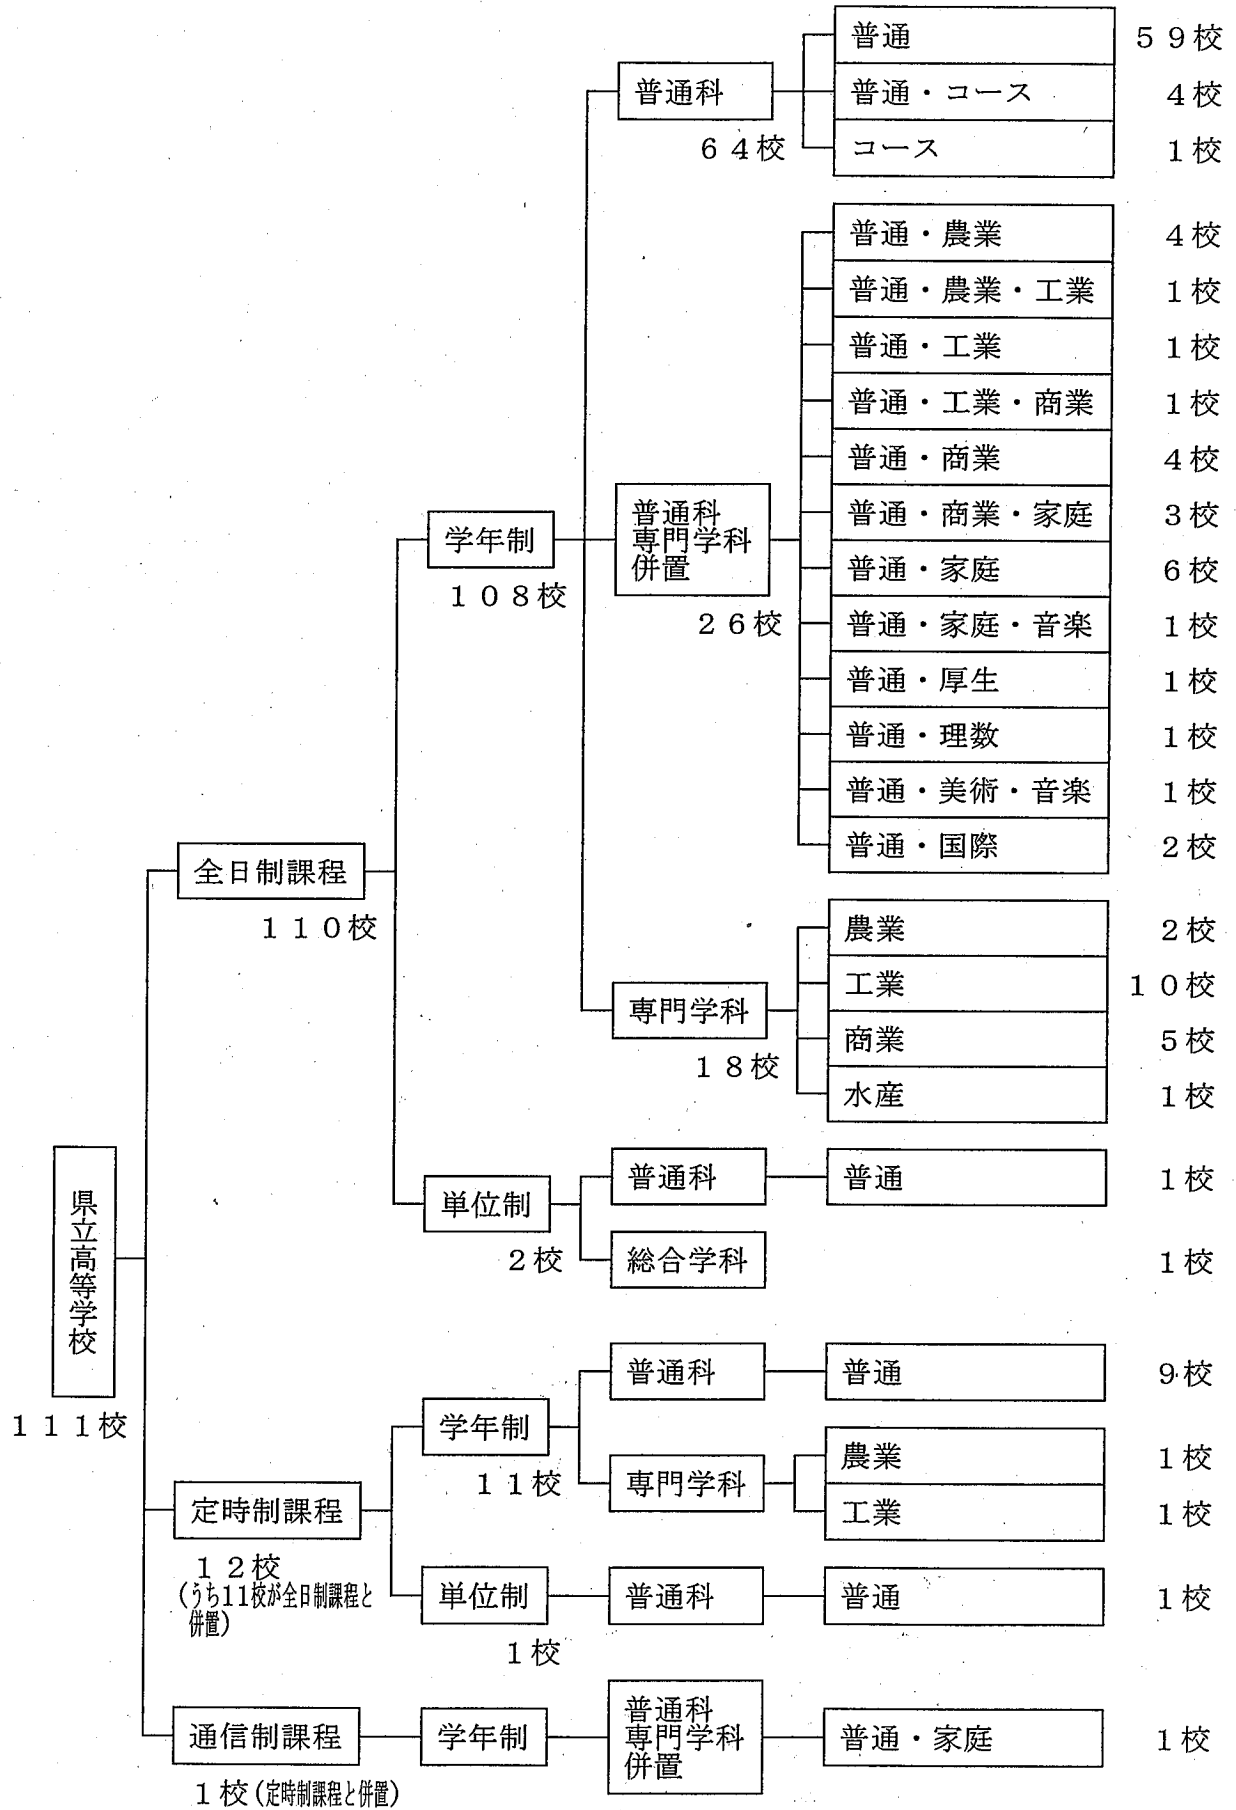 県立高等学校
１１１校
全日制課程
１１０校
学年制
１０８校
普通科
６４校
普通 ５９校
普通・コース ４校
コース １校
普通科
専門学科
併置
２６校
普通・農業 ４校
普通・農業・工業 １校
普通・工業 １校
普通・工業・商業 １校
普通・商業 ４校
普通・商業・家庭 ３校
普通・家庭 ６校
普通・家庭・音楽 １校
普通・厚生 １校
普通・理数 １校
普通・美術・音楽 １校
普通・国際 ２校
専門学科
１８校
農業 ２校
工業 １０校
商業 ５校
水産 １校
単位制
２校
普通科 普通 １校
総合学科 １校
定時制課程
１２校
(うち11校が全日制課程と
併置)
学年制
１１校
普通科 普通 ９校
専門学科
農業 １校
工業 １校
単位制
１校
普通科 普通 １校
通信制課程
１校(定時制課程と併置)
学年制
普通科
専門学科
併置
普通・家庭 １校